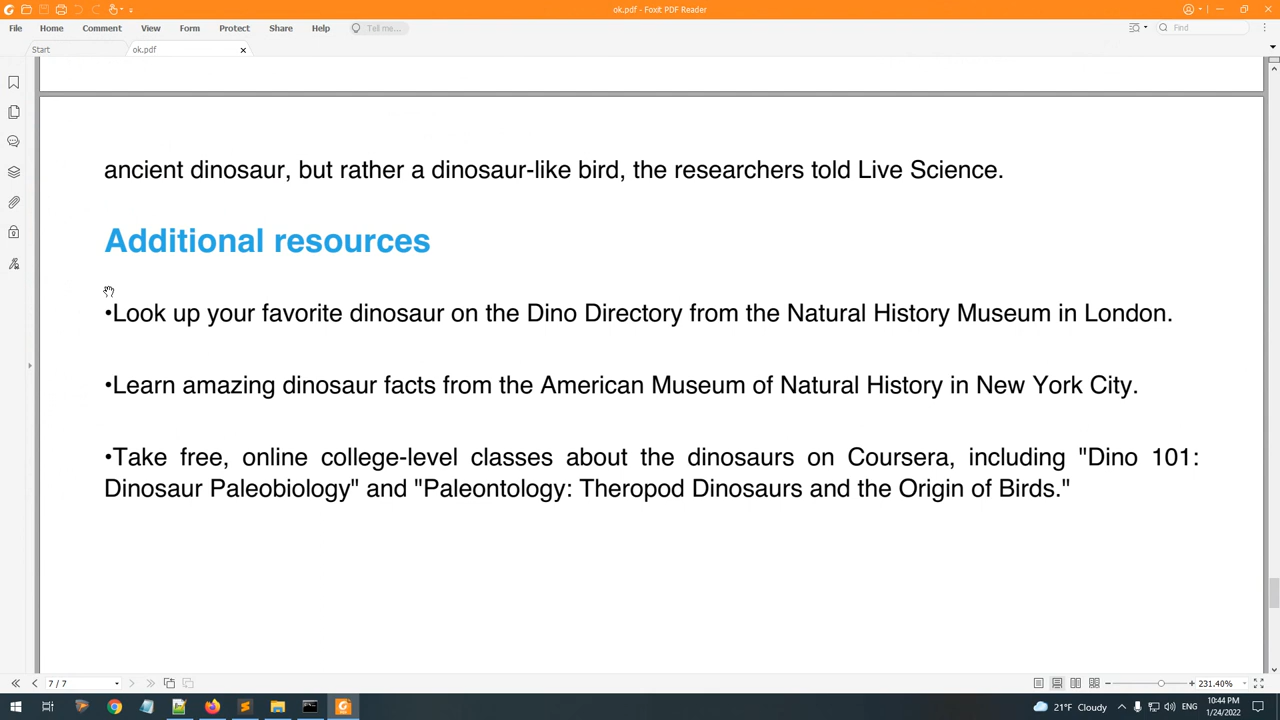 ok.pdf - Foxit PDF Reader
File Home Comment View Form Protect Share Help Tell me... Find
Start ok.pdf
ancient dinosaur, but rather a dinosaur-like bird, the researchers told Live Science.
Additional resources
•Look up your favorite dinosaur on the Dino Directory from the Natural History Museum in London.
•Learn amazing dinosaur facts from the American Museum of Natural History in New York City.
•Take free, online college-level classes about the dinosaurs on Coursera, including "Dino 101:
Dinosaur Paleobiology" and "Paleontology: Theropod Dinosaurs and the Origin of Birds."
7 / 7 231.40%
21°F Cloudy 10:44 PM
1/24/2022